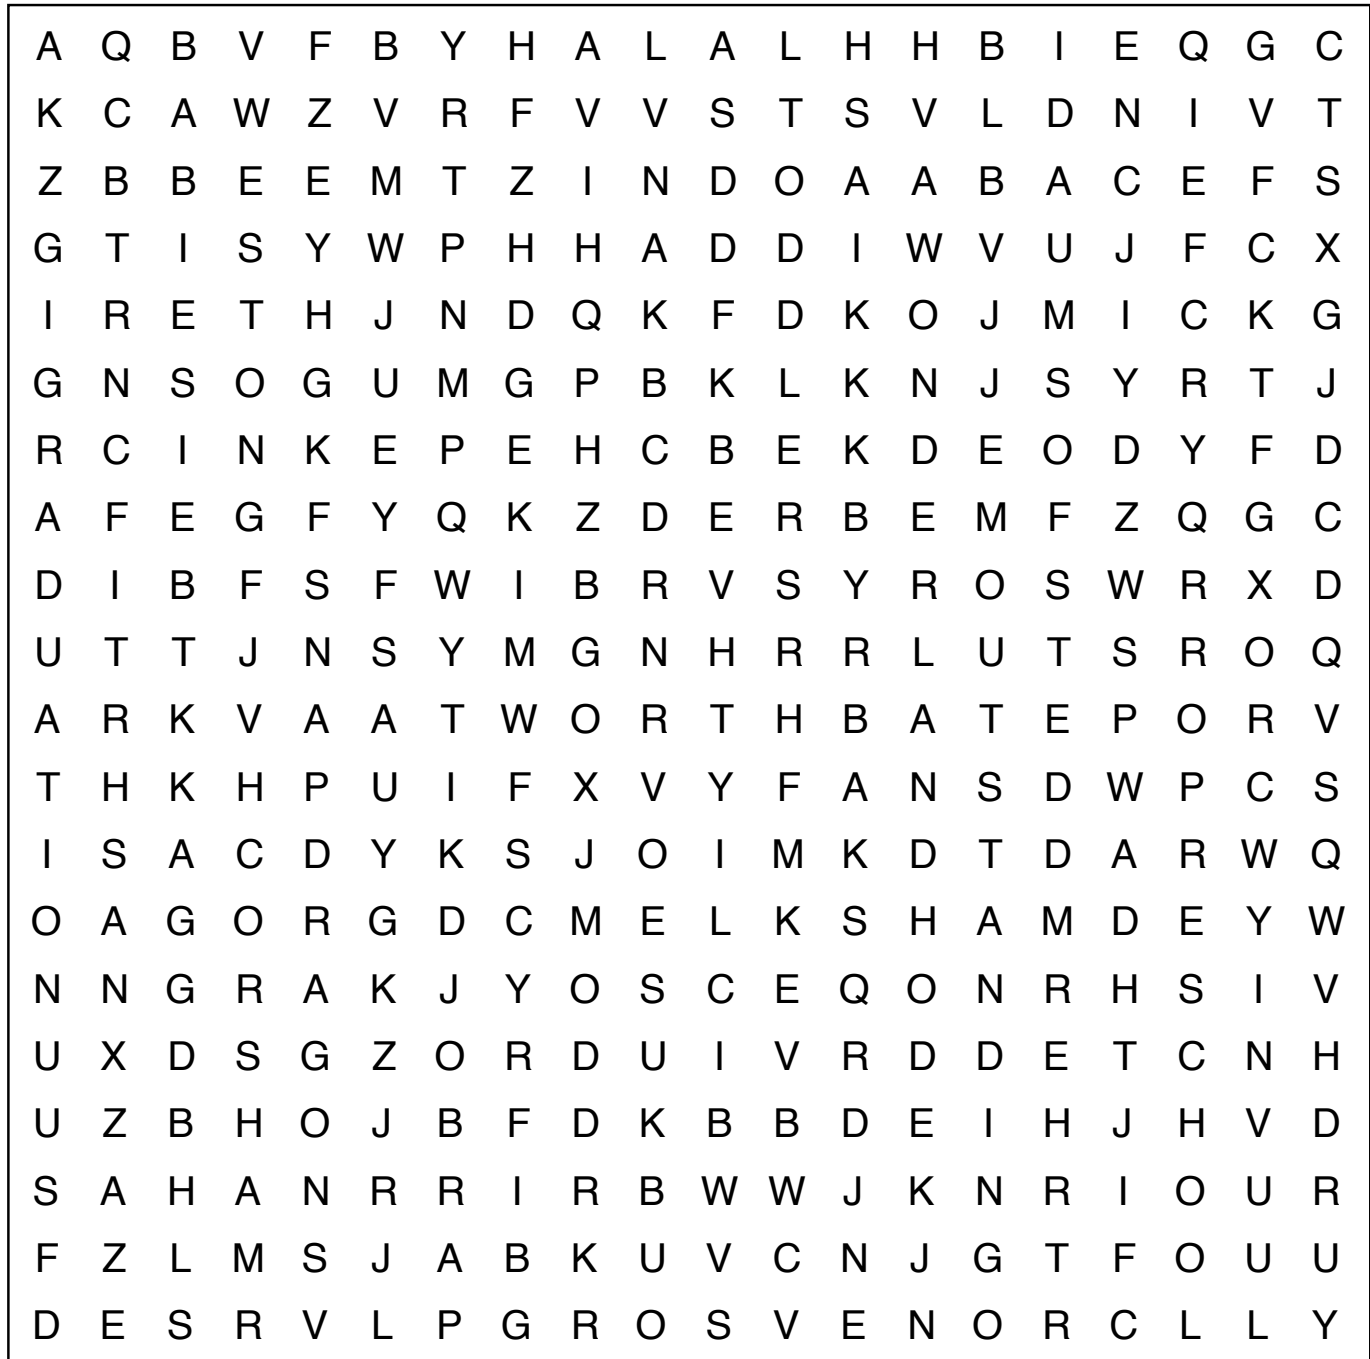 A Q B V F B Y H A L A L H H B I E Q G C
K C A W Z V R F V V S T S V L D N I V T
Z B B E E M T Z I N D O A A B A C E F S
G T I S Y W P H H A D D I W V U J F C X
I R E T H J N D Q K F D K O J M I C K G
G N S O G U M G P B K L K N J S Y R T J
R C I N K E P E H C B E K D E O D Y F D
A F E G F Y Q K Z D E R B E M F Z Q G C
D I B F S F W I B R V S Y R O S W R X D
U T T J N S Y M G N H R R L U T S R O Q
A R K V A A T W O R T H B A T E P O R V
T H K H P U I F X V Y F A N S D W P C S
I S A C D Y K S J O I M K D T D A R W Q
O A G O R G D C M E L K S H A M D E Y W
N N G R A K J Y O S C E Q O N R H S I V
U X D S G Z O R D U I V R D D E T C N H
U Z B H O J B F D K B B D E I H J H V D
S A H A N R R I R B W W J K N R I O U R
F Z L M S J A B K U V C N J G T F O U U
D E S R V L P G R O S V E N O R C L L Y